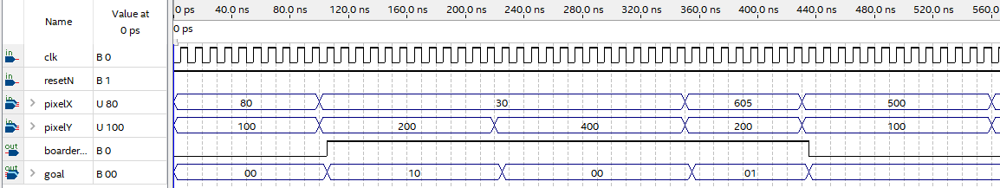 Name Value at 0 ps
0 ps 40.0 ns 80.0 ns 120.0 ns 160.0 ns 200.0 ns 240.0 ns 280.0 ns 320.0 ns 360.0 ns 400.0 ns 440.0 ns 480.0 ns 520.0 ns 560.0
0 ps
in clk B 0
in resetN B 1
in pixelX U 80 80 30 605 500
in pixelY U 100 100 200 400 200 100
out boarder... B 0
out goal B 00 00 10 00 01